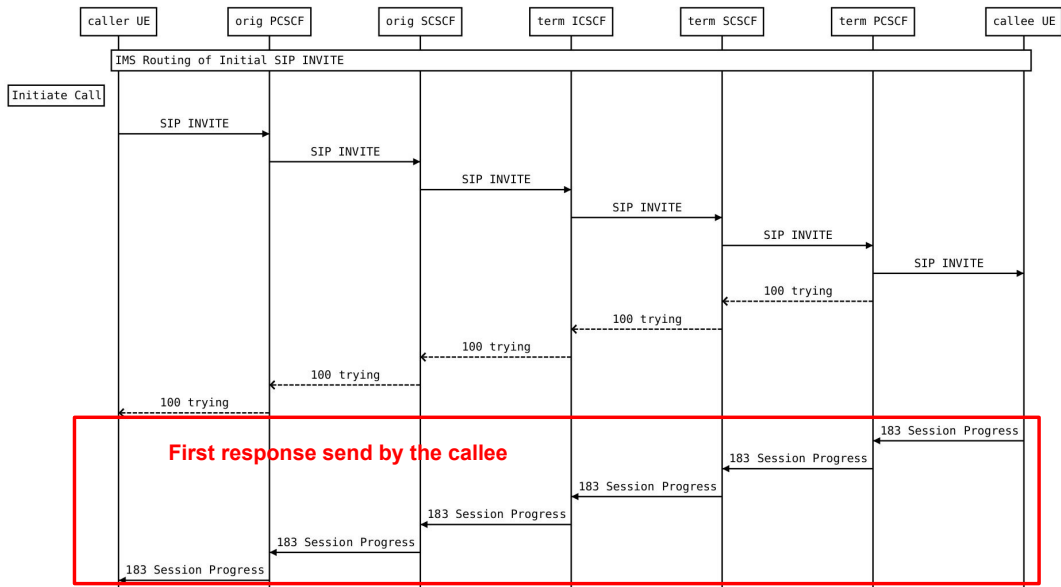 caller UE
orig PCSCF
orig SCSCF
term ICSCF
term SCSCF
term PCSCF
callee UE
IMS Routing of Initial SIP INVITE
Initiate Call
SIP INVITE
SIP INVITE
SIP INVITE
SIP INVITE
SIP INVITE
SIP INVITE
100 trying
100 trying
100 trying
100 trying
100 trying
183 Session Progress
First response send by the callee
183 Session Progress
183 Session Progress
183 Session Progress
183 Session Progress
183 Session Progress